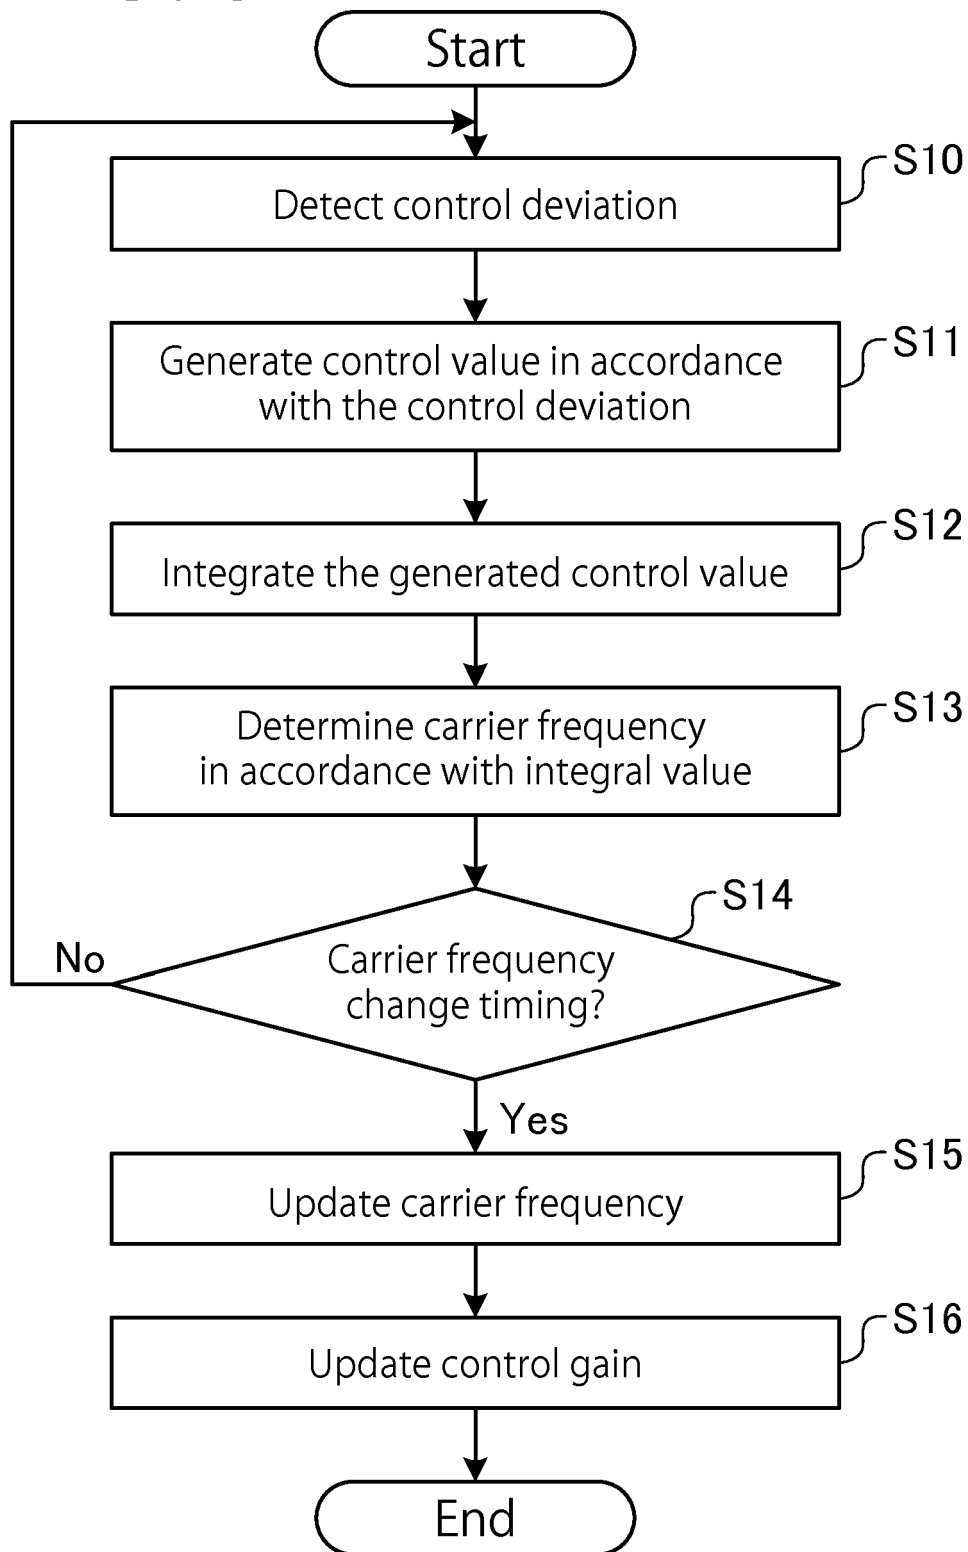 Start
S10
Detect control deviation
S11
Generate control value in accordance
with the control deviation
S12
Integrate the generated control value
S13
Determine carrier frequency
in accordance with integral value
S14
Carrier frequency
change timing?
No
Yes
S15
Update carrier frequency
S16
Update control gain
End